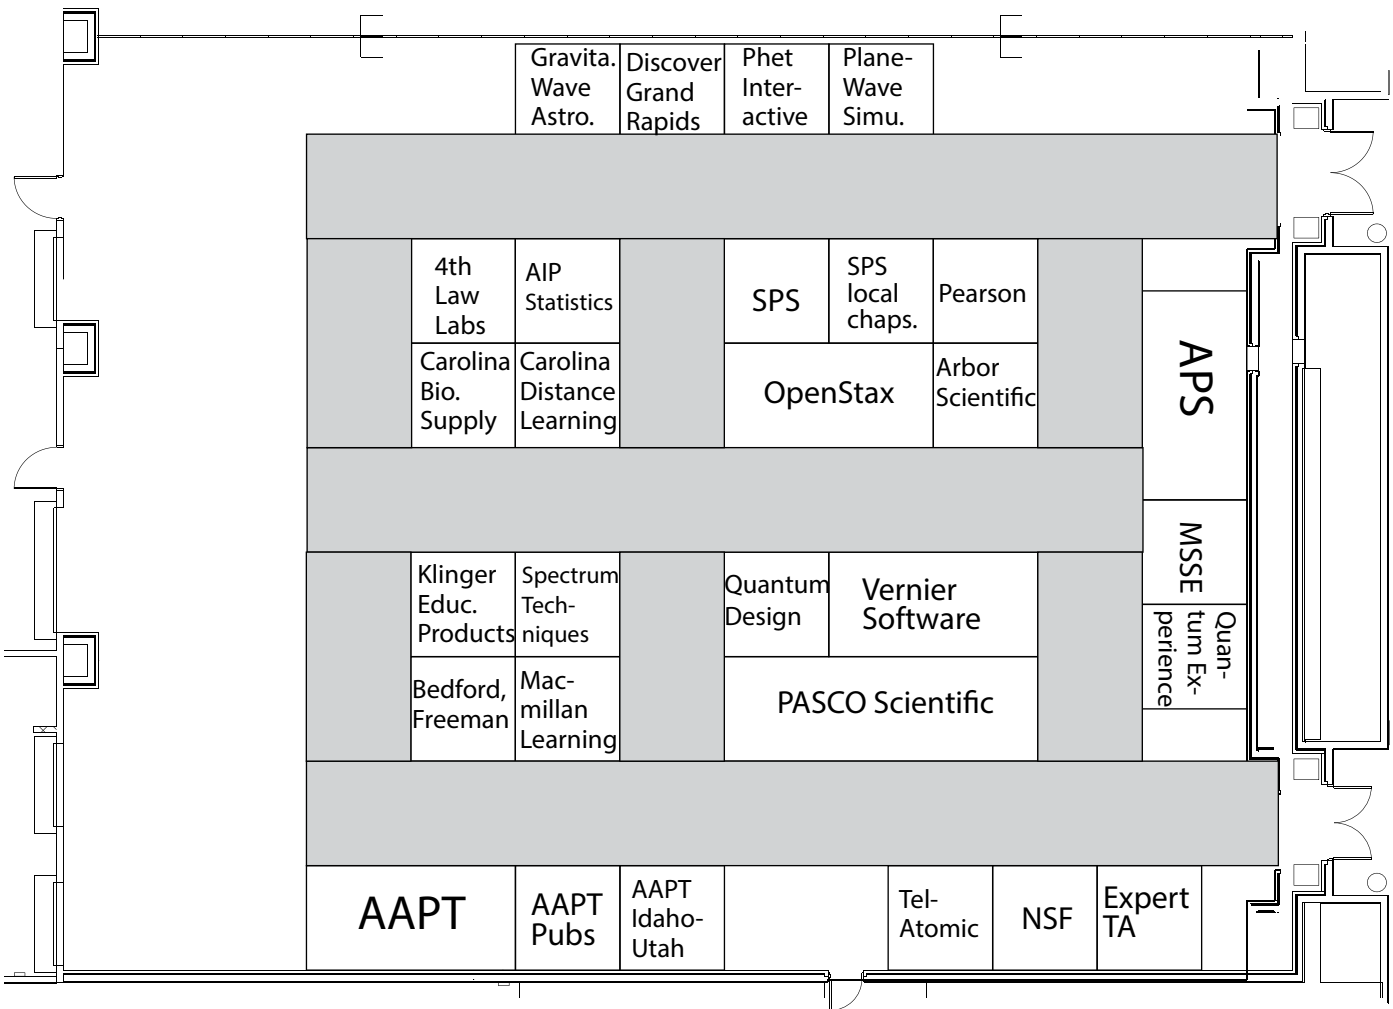 Gravita.
Wave
Astro.
Discover
Grand
Rapids
Phet
Inter-
active
Plane-
Wave
Simu.
4th
Law
Labs
AIP
Statistics
SPS
SPS
local
chaps.
Pearson
Carolina
Bio.
Supply
Carolina
Distance
Learning
OpenStax
Arbor
Scientific
APS
MSSE
Quan-
tum Ex-
perience
Klinger
Educ.
Products
Spectrum
Tech-
niques
Quantum
Design
Vernier
Software
Bedford,
Freeman
Mac-
millan
Learning
PASCO Scientific
AAPT
AAPT
Pubs
AAPT
Idaho-
Utah
Tel-
Atomic
NSF
Expert
TA